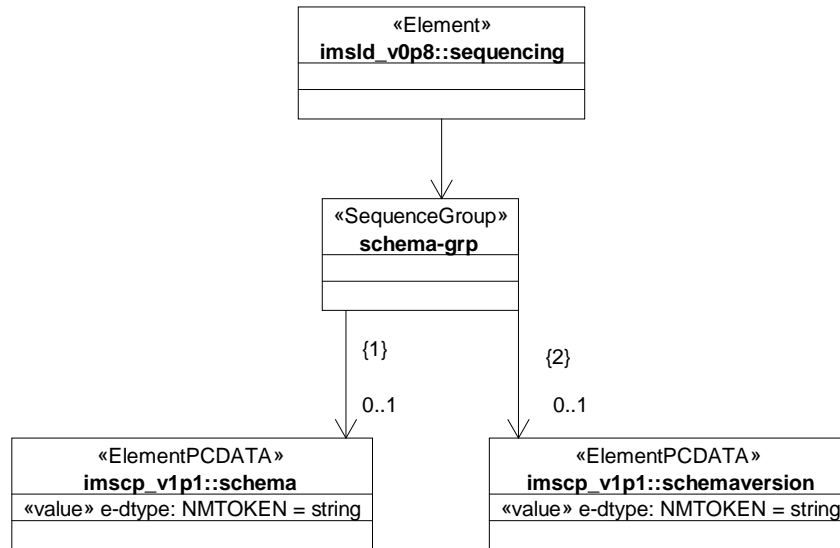 «Element»
imsld_v0p8::sequencing
«SequenceGroup»
schema-grp
{1}
{2}
0..1
0..1
«ElementPCDATA»
imscp_v1p1::schema
«value» e-dtype: NMTOKEN = string
«ElementPCDATA»
imscp_v1p1::schemaversion
«value» e-dtype: NMTOKEN = string